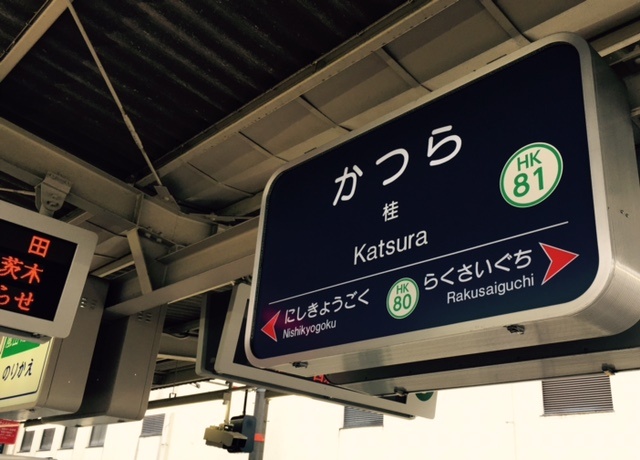 かつら
桂
Katsura
HK
81
にしきょうごく
Nishikyogoku
HK
80
らくさいぐち
Rakusaiguchi
田
茨木
らせ
のりかえ